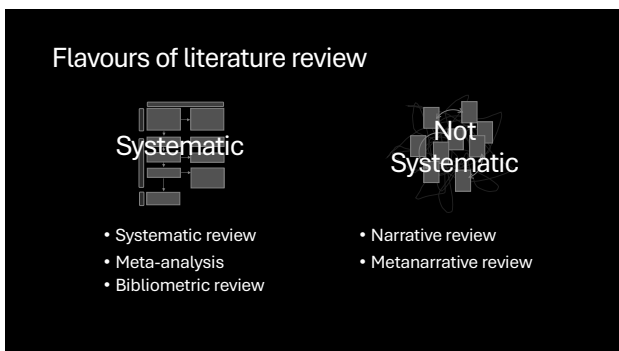 Flavours of literature review
Systematic
• Systematic review
• Meta-analysis
• Bibliometric review
Not
Systematic
• Narrative review
• Metanarrative review